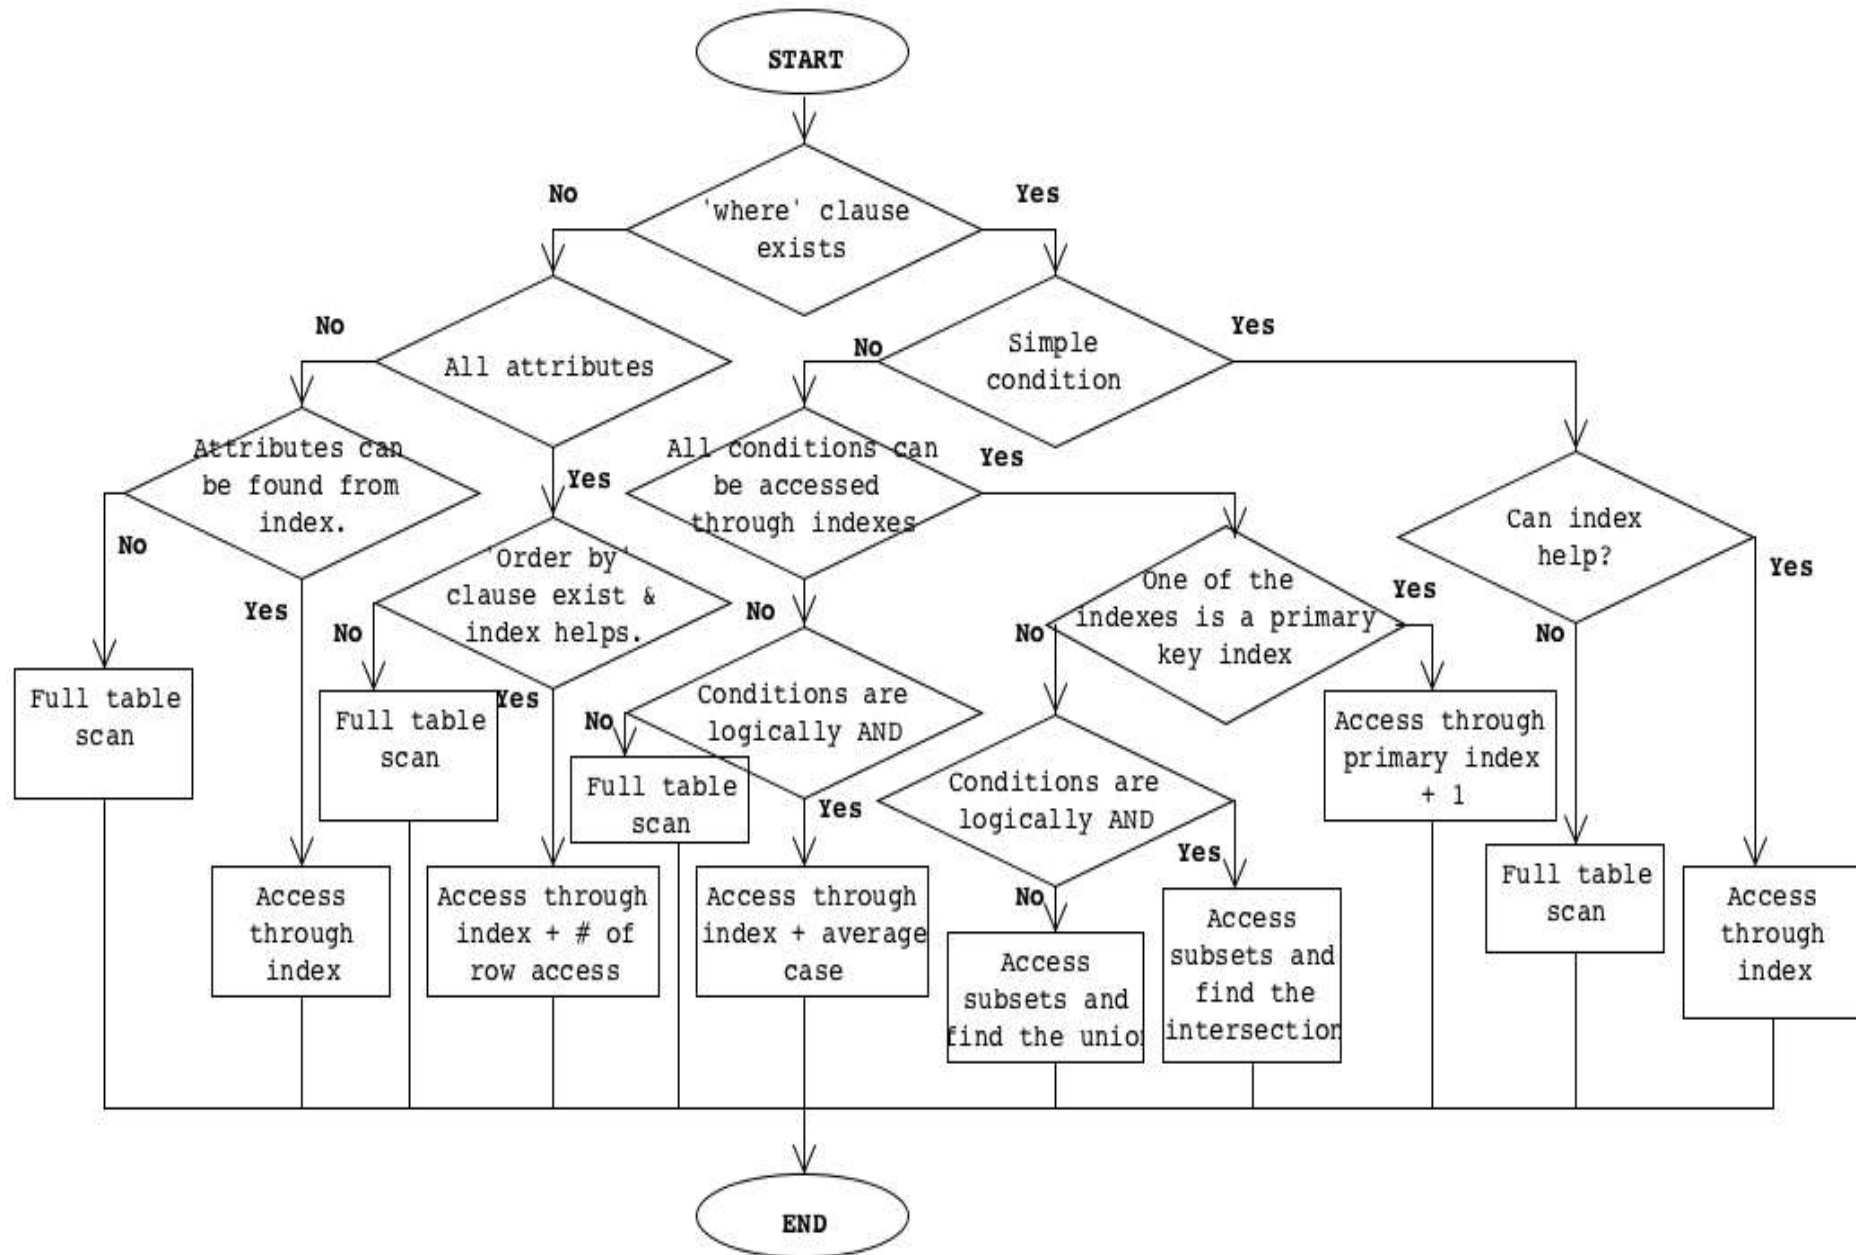 START
No
Yes
'where' clause
exists
No
All attributes
No
Simple
condition
Yes
Attributes can
be found from
index.
Yes
All conditions can
be accessed
through indexes
Yes
Can index
help?
No
Yes
'Order by'
clause exist &
index helps.
No
No
One of the
indexes is a primary
key index
Yes
Yes
No
No
Full table
scan
Full table
scan
Yes
No
Conditions are
logically AND
Access through
primary index
+ 1
Full table
scan
Yes
Conditions are
logically AND
Yes
Full table
scan
Access
through
index
Access through
index + # of
row access
Access through
index + average
case
No
Access
subsets and
find the union
Access
subsets and
find the
intersection
Access
through
index
END